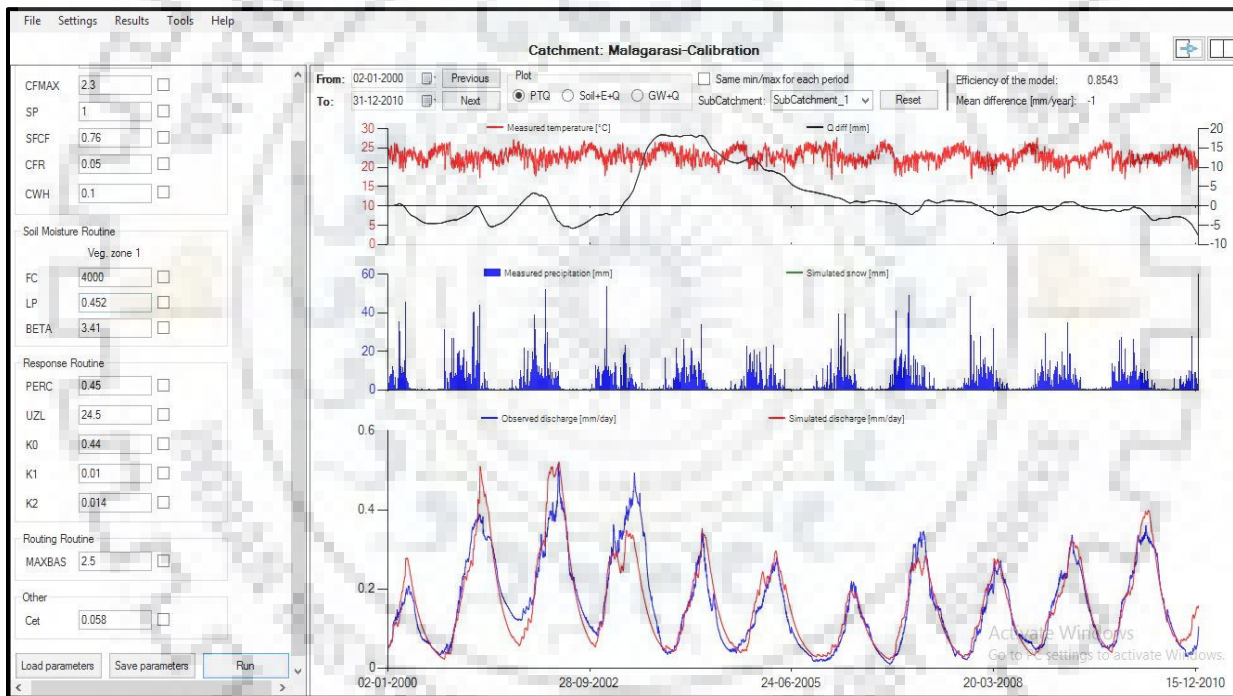 File Settings Results Tools Help
Catchment: Malagarasi-Calibration
CFMAX 2.3
SP 1
SFCF 0.76
CFR 0.05
CWH 0.1
Soil Moisture Routine
Veg. zone 1
FC 4000
LP 0.452
BETA 3.41
Response Routine
PERC 0.45
UZL 24.5
K0 0.44
K1 0.01
K2 0.014
Routing Routine
MAXBAS 2.5
Other
Cet 0.058
Load parameters Save parameters Run
From: 02-01-2000 Previous
To: 31-12-2010 Next
Plot
PTQ Soil+E+Q GW+Q
Same min/max for each period
SubCatchment: SubCatchment_1 Reset
Efficiency of the model: 0.8543
Mean difference [mm/year]: -1
Measured temperature [°C] Q diff [mm]
30
25
20
15
10
5
0
20
15
10
5
0
-5
-10
Measured precipitation [mm] Simulated snow [mm]
60
40
20
0
Observed discharge [mm/day] Simulated discharge [mm/day]
0.6
0.4
0.2
0
02-01-2000 28-09-2002 24-06-2005 20-03-2008 15-12-2010
Activate Windows
Go to PC settings to activate Windows.